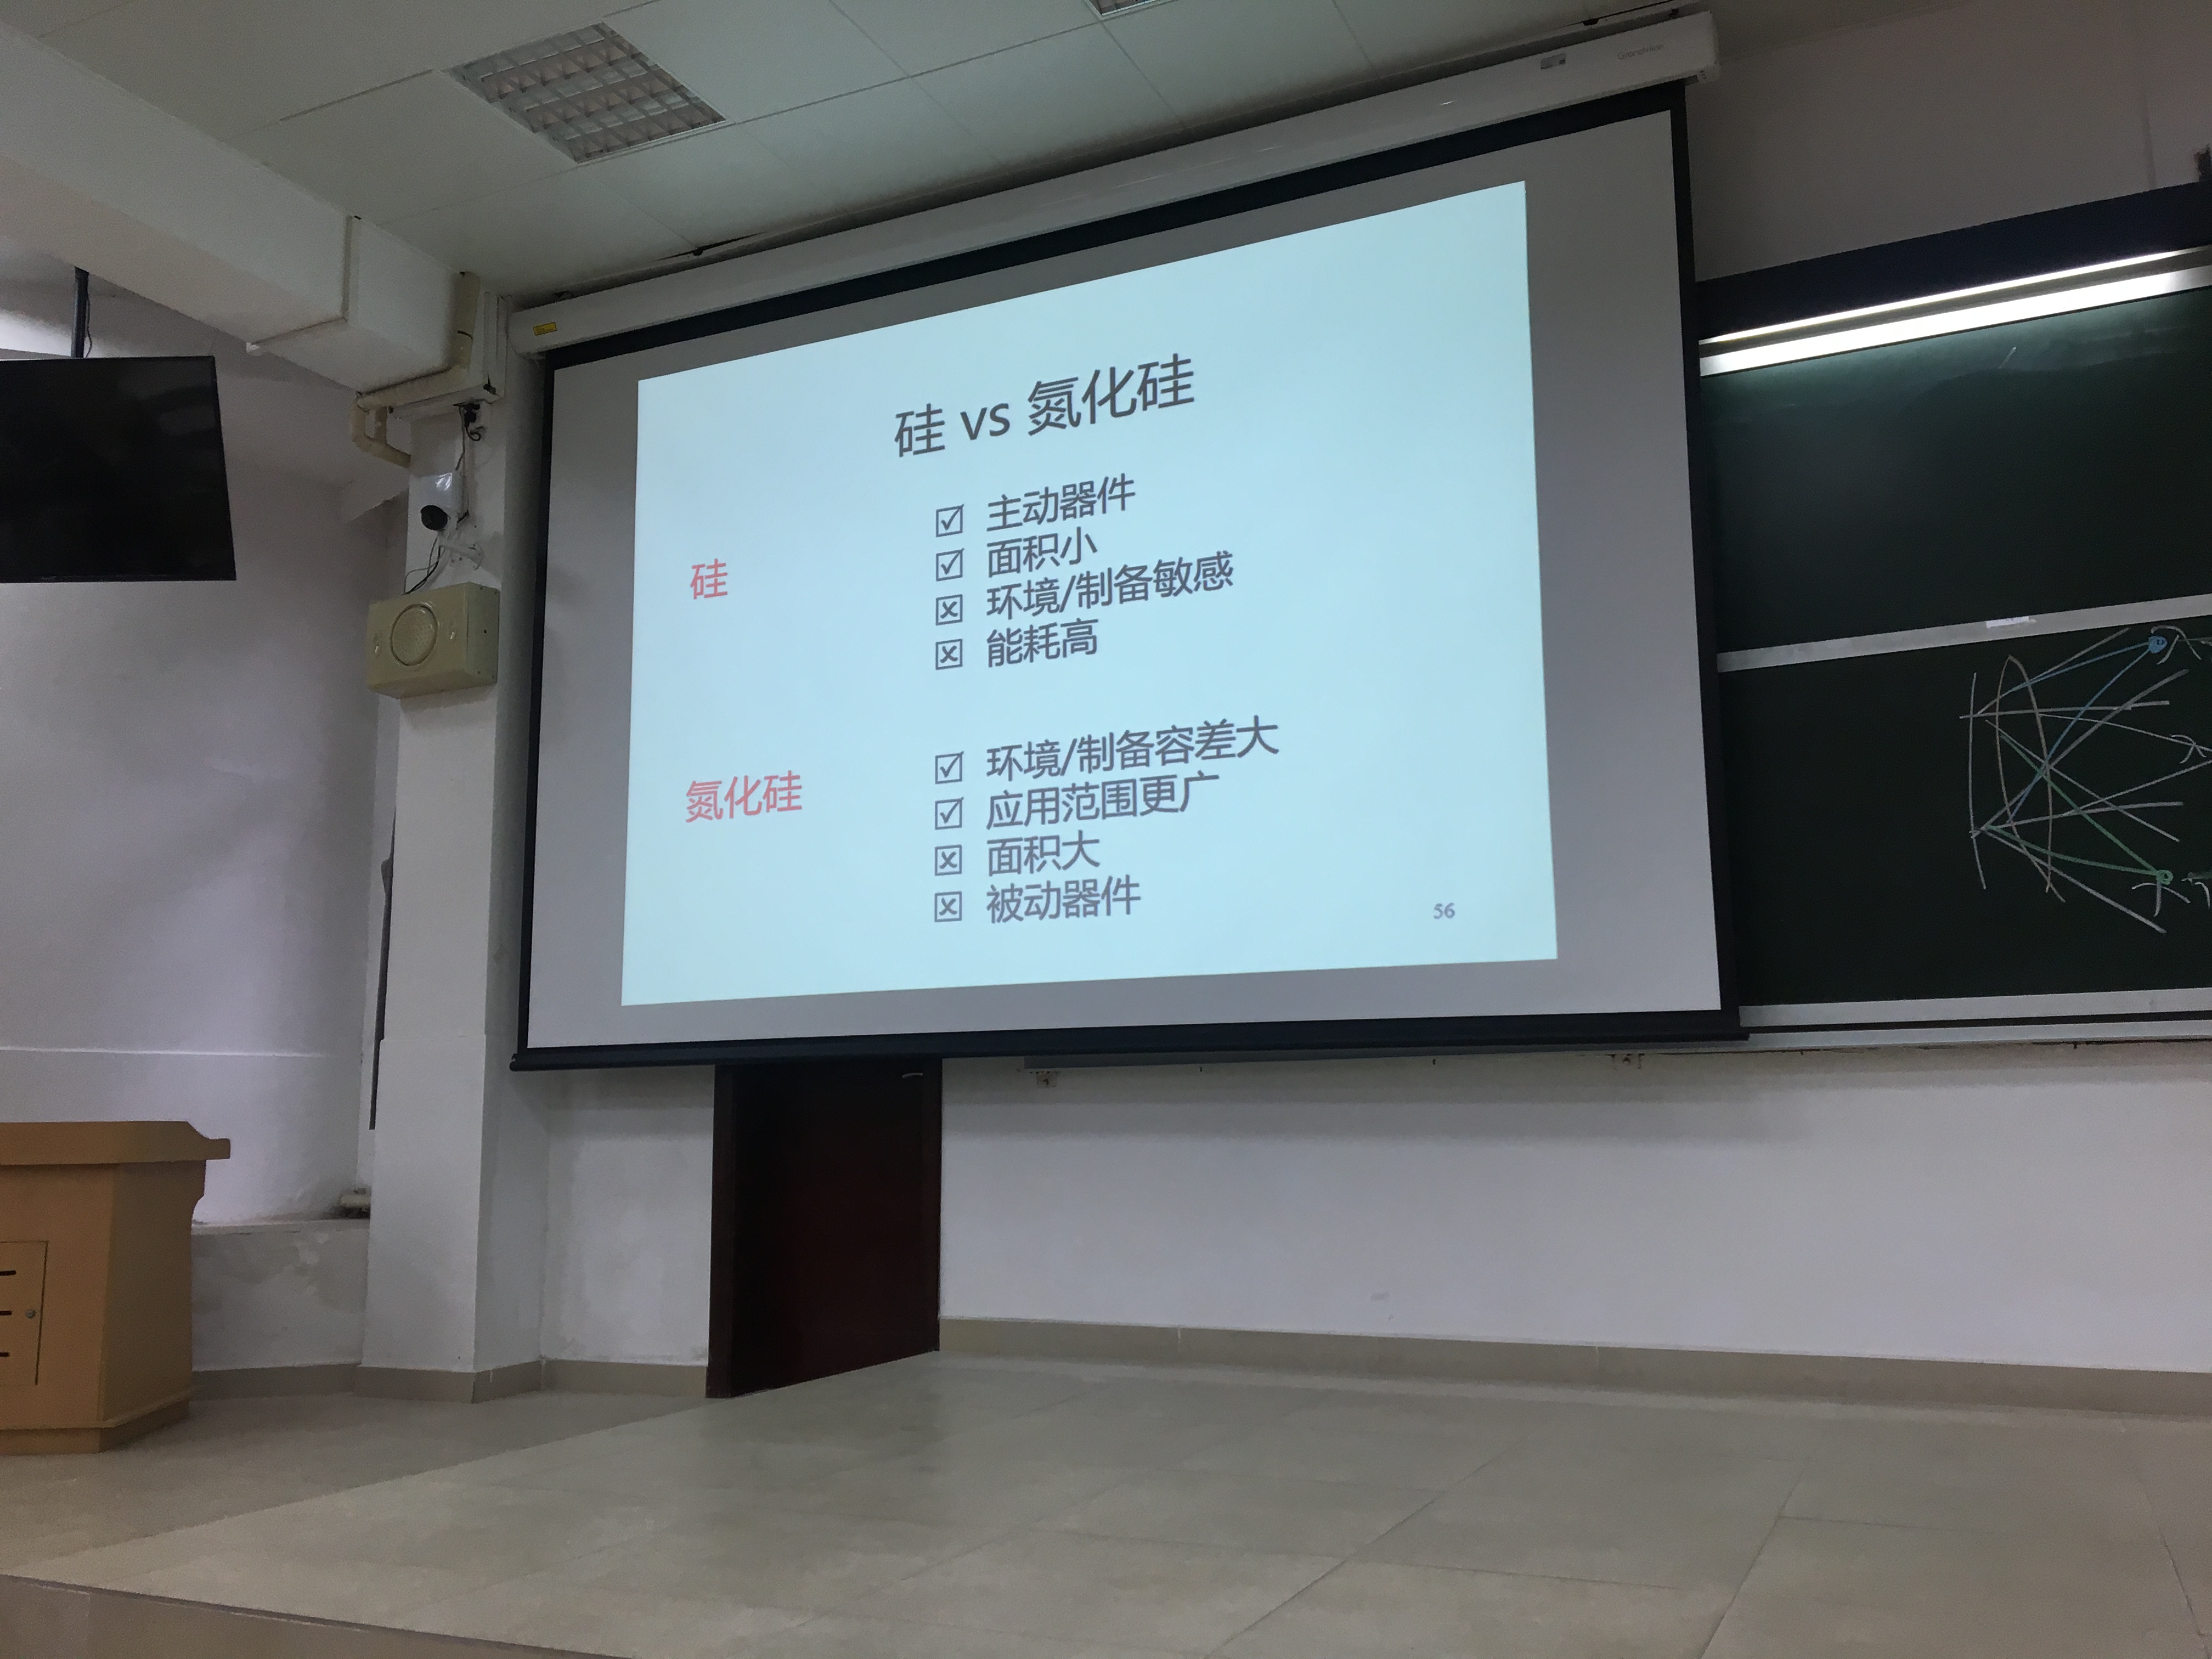 硅 vs 氮化硅
硅
☑ 主动器件
☑ 面积小
☒ 环境/制备敏感
☒ 能耗高
氮化硅
☑ 环境/制备容差大
☑ 应用范围更广
☒ 面积大
☒ 被动器件
56